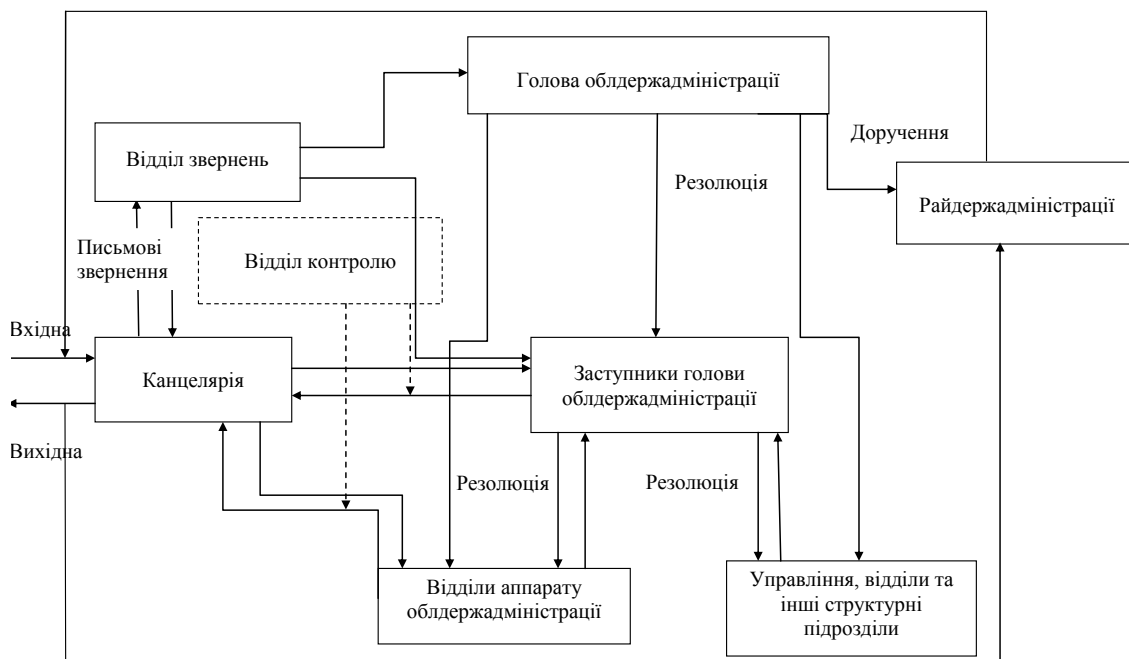 Голова облдержадміністрації
Доручення
Відділ звернень
Резолюція
Райдержадміністрації
Письмові
звернення
Відділ контролю
Вхідна
Канцелярія
Заступники голови
облдержадміністрації
Вихідна
Резолюція
Резолюція
Відділи аппарату
облдержадміністрації
Управління, відділи та
інші структурні
підрозділи